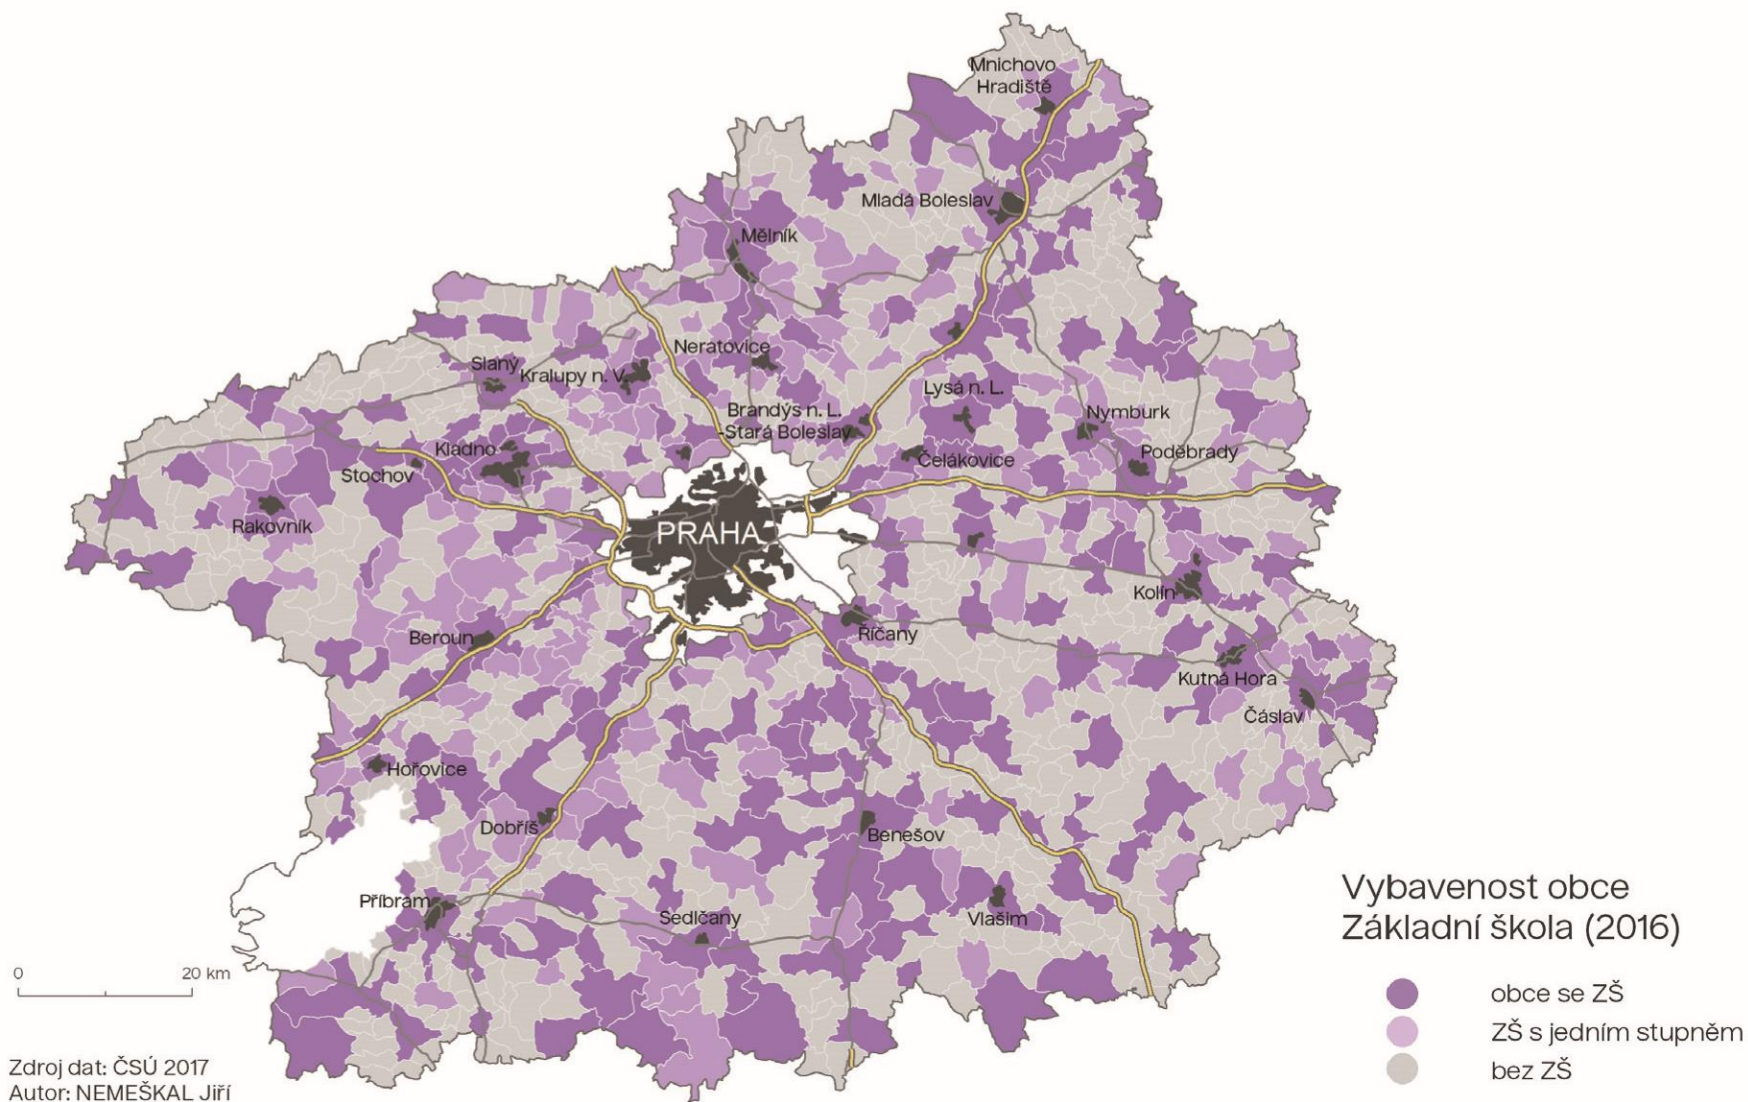 Mnichovo
Hradiště
Mladá Boleslav
Mělník
Neratovice
Slaný
Kralupy n. V.
Lysá n. L.
Brandýs n. L.
-Stará Boleslav
Nymburk
Kladno
Čelákovice
Poděbrady
Stochov
Rakovník
PRAHA
Kolín
Beroun
Říčany
Kutná Hora
Čáslav
Hořovice
Dobříš
Benešov
Příbram
Sedlčany
Vlašim
Vybavenost obce
Základní škola (2016)
0 20 km
obce se ZŠ
ZŠ s jedním stupněm
bez ZŠ
Zdroj dat: ČSÚ 2017
Autor: NEMEŠKAL Jiří